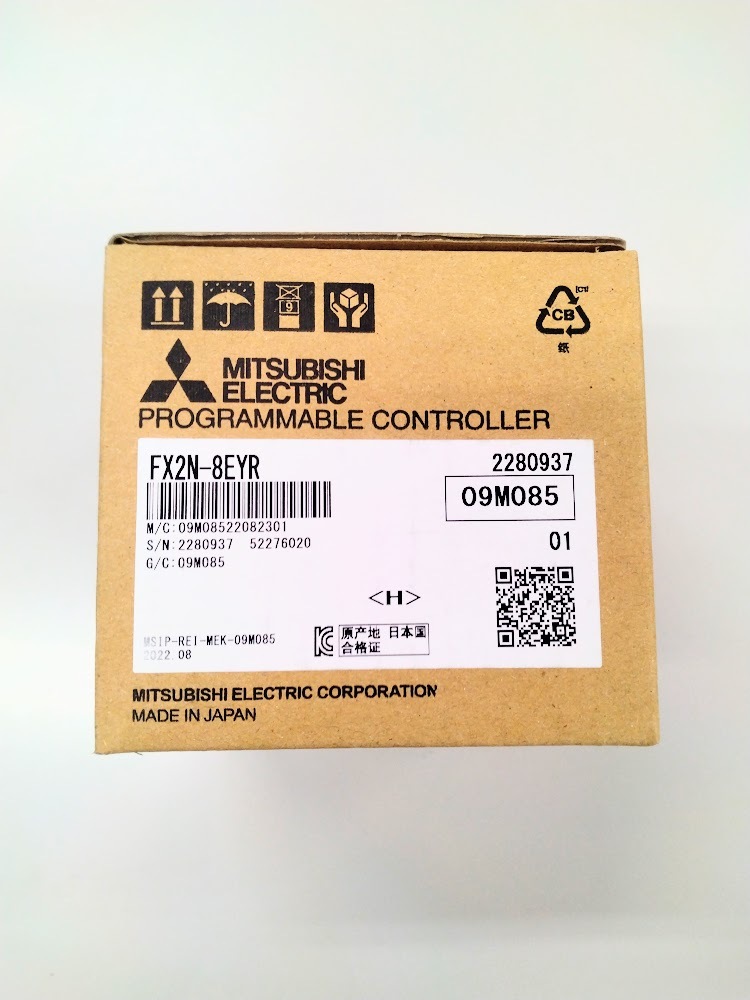 9
CB
紙
MITSUBISHI
ELECTRIC
PROGRAMMABLE CONTROLLER
FX2N-8EYR
2280937
09M085
M/C:09M08522082301
S/N:2280937 52276020
G/C:09M085
01
<H>
MSIP-REI-MEK-09M085
2022.08
原产地 日本国
合格证
MITSUBISHI ELECTRIC CORPORATION
MADE IN JAPAN